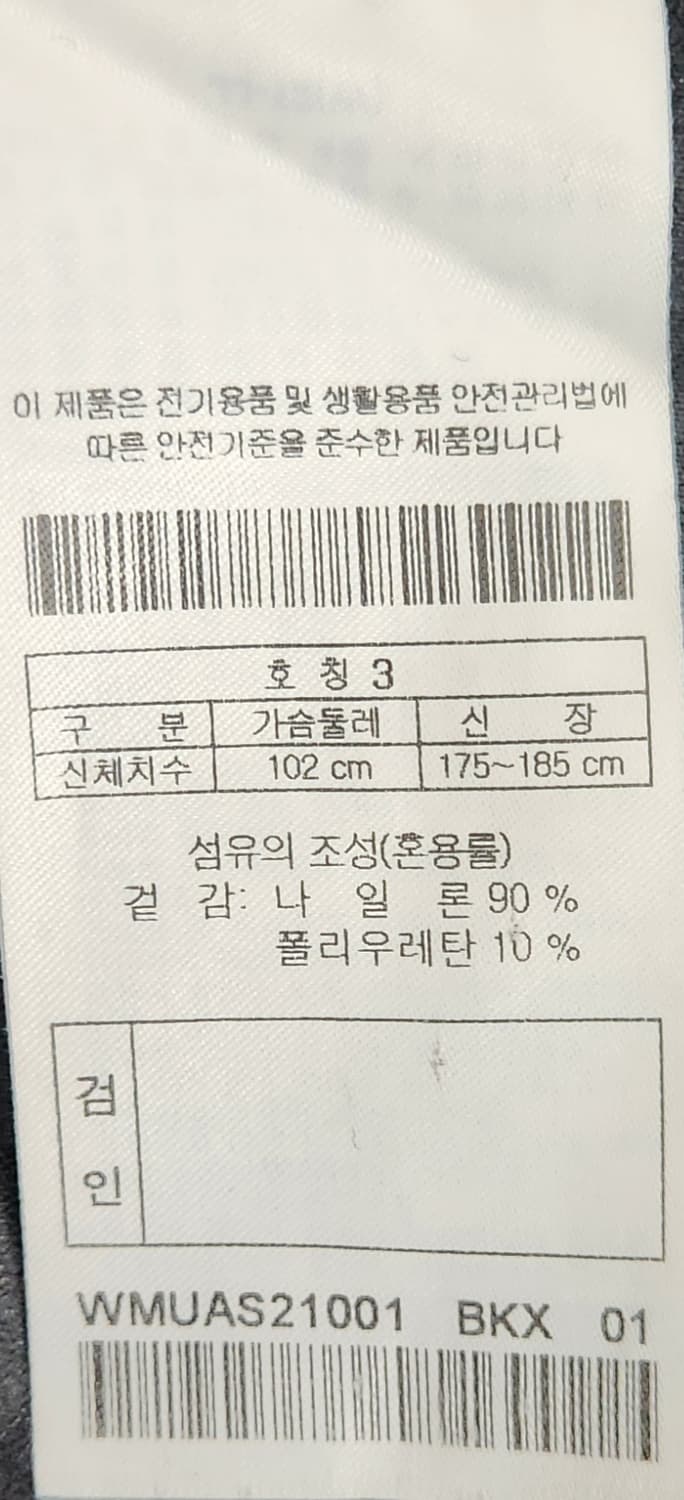 이 제품은 전기용품 및 생활용품 안전관리법에
따른 안전기준을 준수한 제품입니다
호 칭 3
구 분 가슴둘레 신 장
신체치수 102 cm 175~185 cm
섬유의 조성(혼용률)
겉 감: 나 일 론 90 %
폴리우레탄 10 %
검
인
WMUAS21001 BKX 01